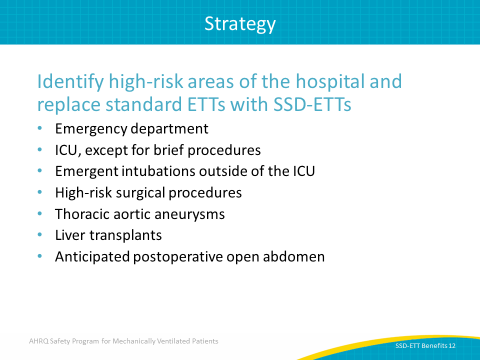 Strategy
Identify high-risk areas of the hospital and
replace standard ETTs with SSD-ETTs
• Emergency department
• ICU, except for brief procedures
• Emergent intubations outside of the ICU
• High-risk surgical procedures
• Thoracic aortic aneurysms
• Liver transplants
• Anticipated postoperative open abdomen
AHRQ Safety Program for Mechanically Ventilated Patients
SSD-ETT Benefits 12